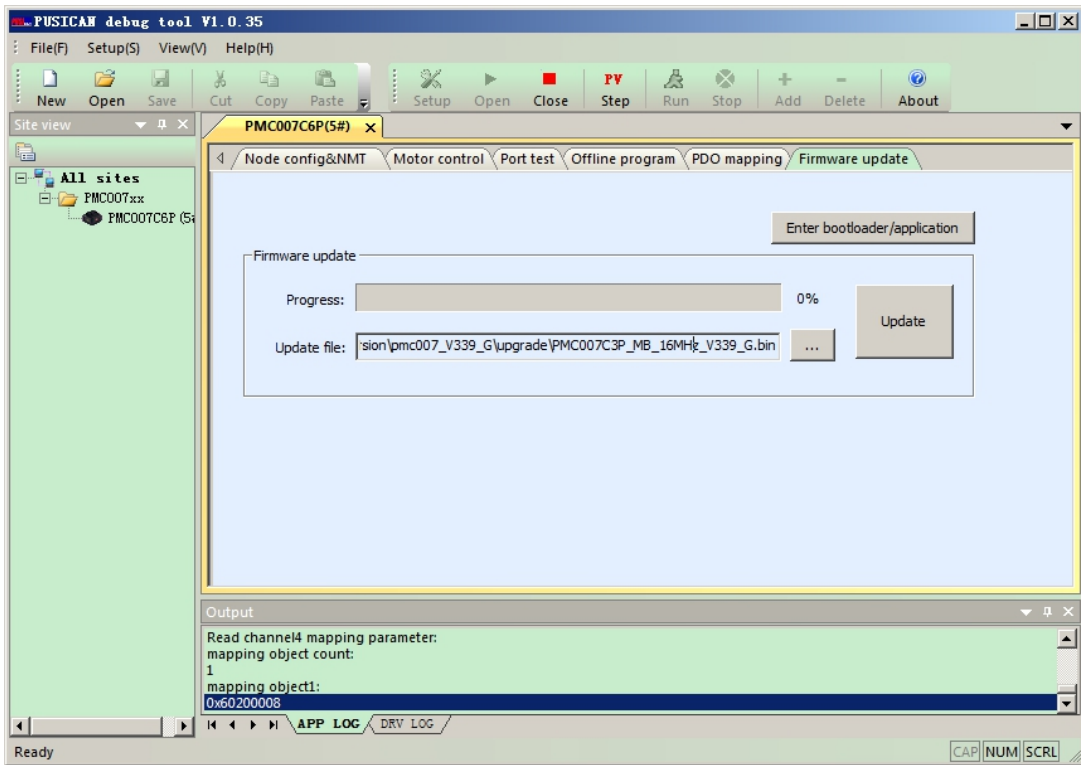 PUSICAN debug tool V1.0.35
File(F) Setup(S) View(V) Help(H)
New Open Save Cut Copy Paste Setup Open Close PV Step Run Stop Add Delete About
Site view
All sites
PMC007xx
PMC007C6P (5#
PMC007C6P(5#)
Node config&NMT Motor control Port test Offline program PDO mapping Firmware update
Enter bootloader/application
Firmware update
Progress: 0%
Update file: sion\pmc007_V339_G\upgrade\PMC007C3P_MB_16MHz_V339_G.bin ...
Update
Output
Read channel4 mapping parameter:
mapping object count:
1
mapping object1:
0x60200008
APP LOG DRV LOG
Ready CAP NUM SCRL